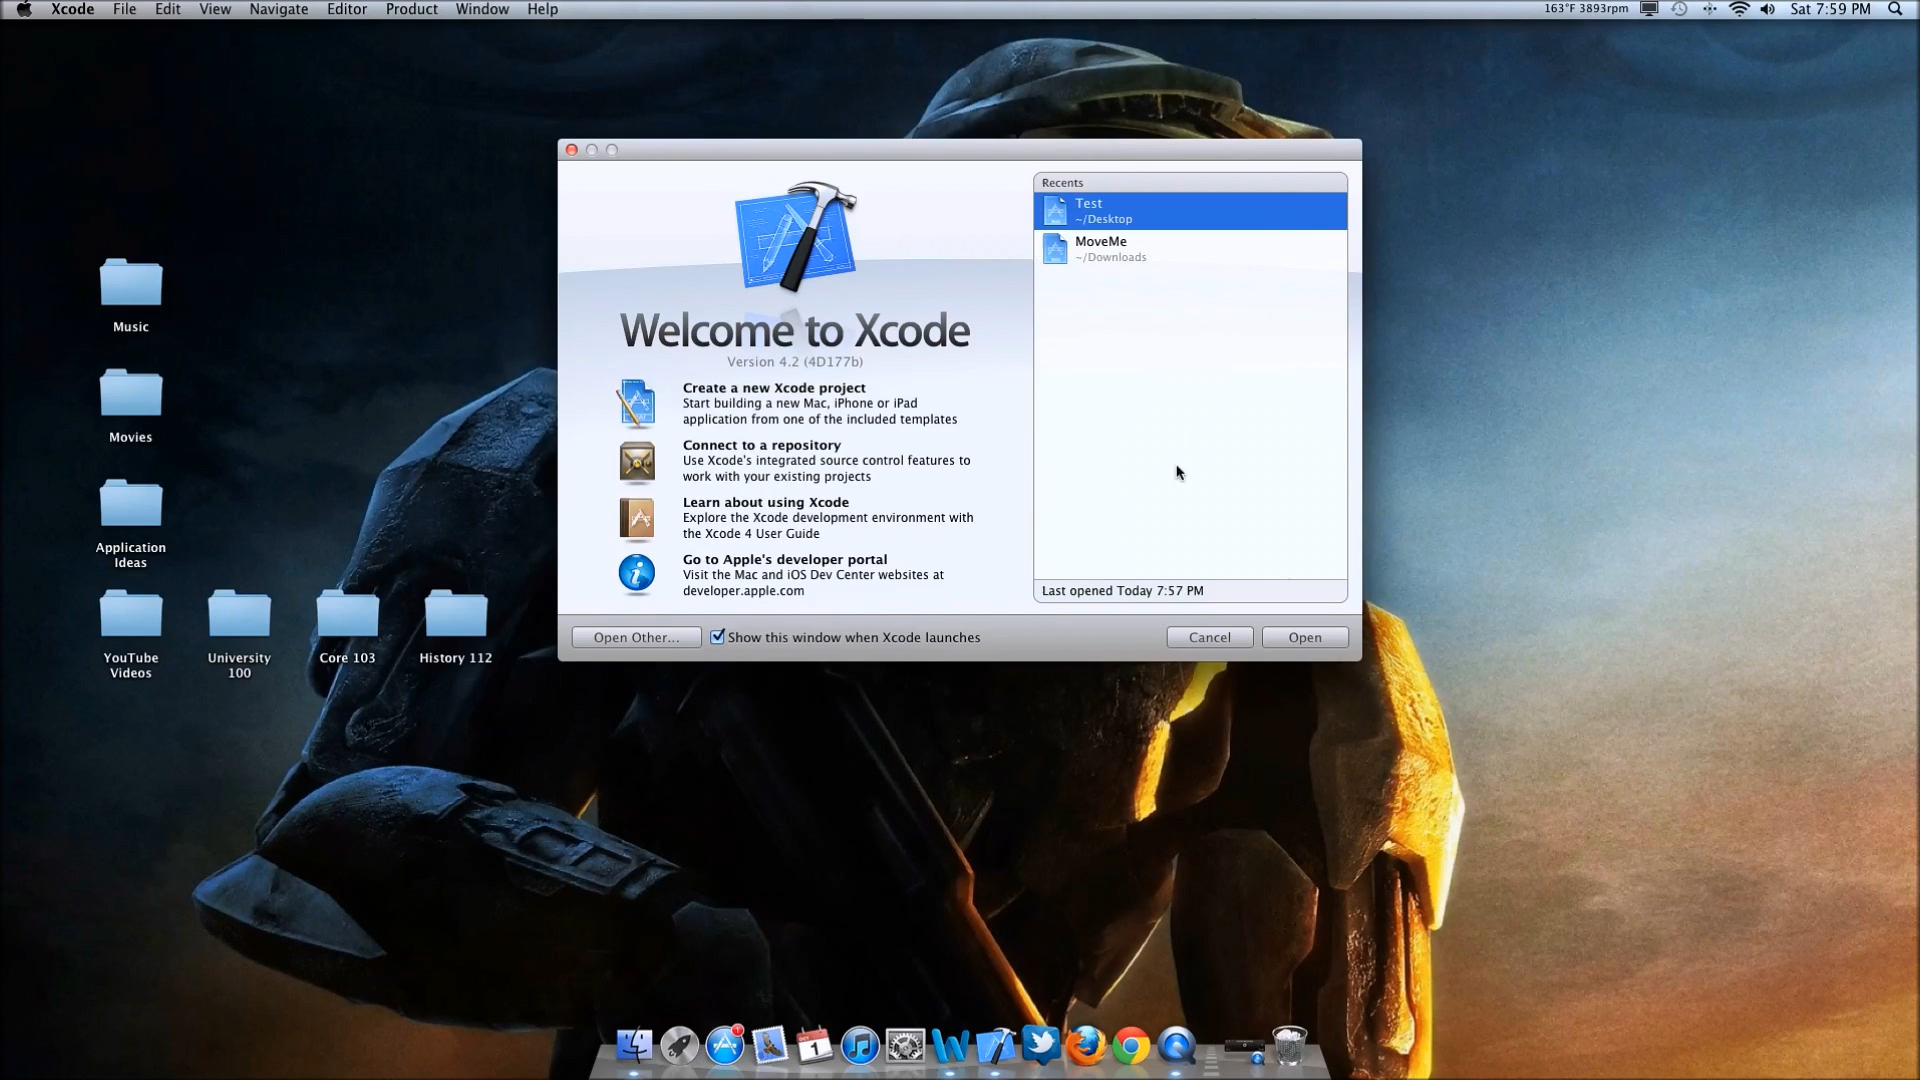 Xcode File Edit View Navigate Editor Product Window Help 163°F 3893rpm Sat 7:59 PM
Music
Movies
Application
Ideas
YouTube
Videos
University
100
Core 103
History 112
Welcome to Xcode
Version 4.2 (4D177b)
Create a new Xcode project
Start building a new Mac, iPhone or iPad
application from one of the included templates
Connect to a repository
Use Xcode's integrated source control features to
work with your existing projects
Learn about using Xcode
Explore the Xcode development environment with
the Xcode 4 User Guide
Go to Apple's developer portal
Visit the Mac and iOS Dev Center websites at
developer.apple.com
Recents
Test
~/Desktop
MoveMe
~/Downloads
Last opened Today 7:57 PM
Open Other... Show this window when Xcode launches Cancel Open
1